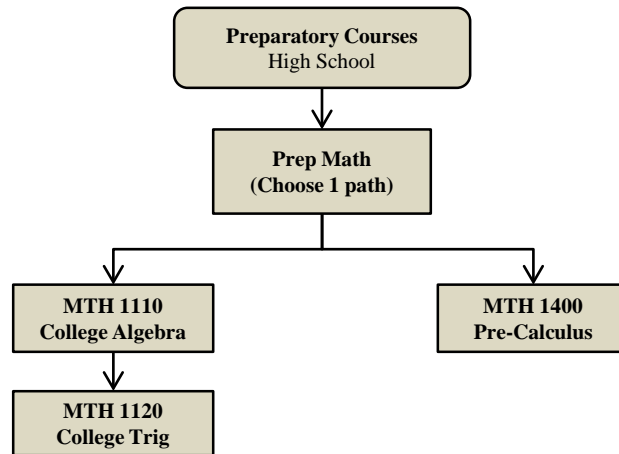 Preparatory Courses
High School
Prep Math
(Choose 1 path)
MTH 1110
College Algebra
MTH 1400
Pre-Calculus
MTH 1120
College Trig